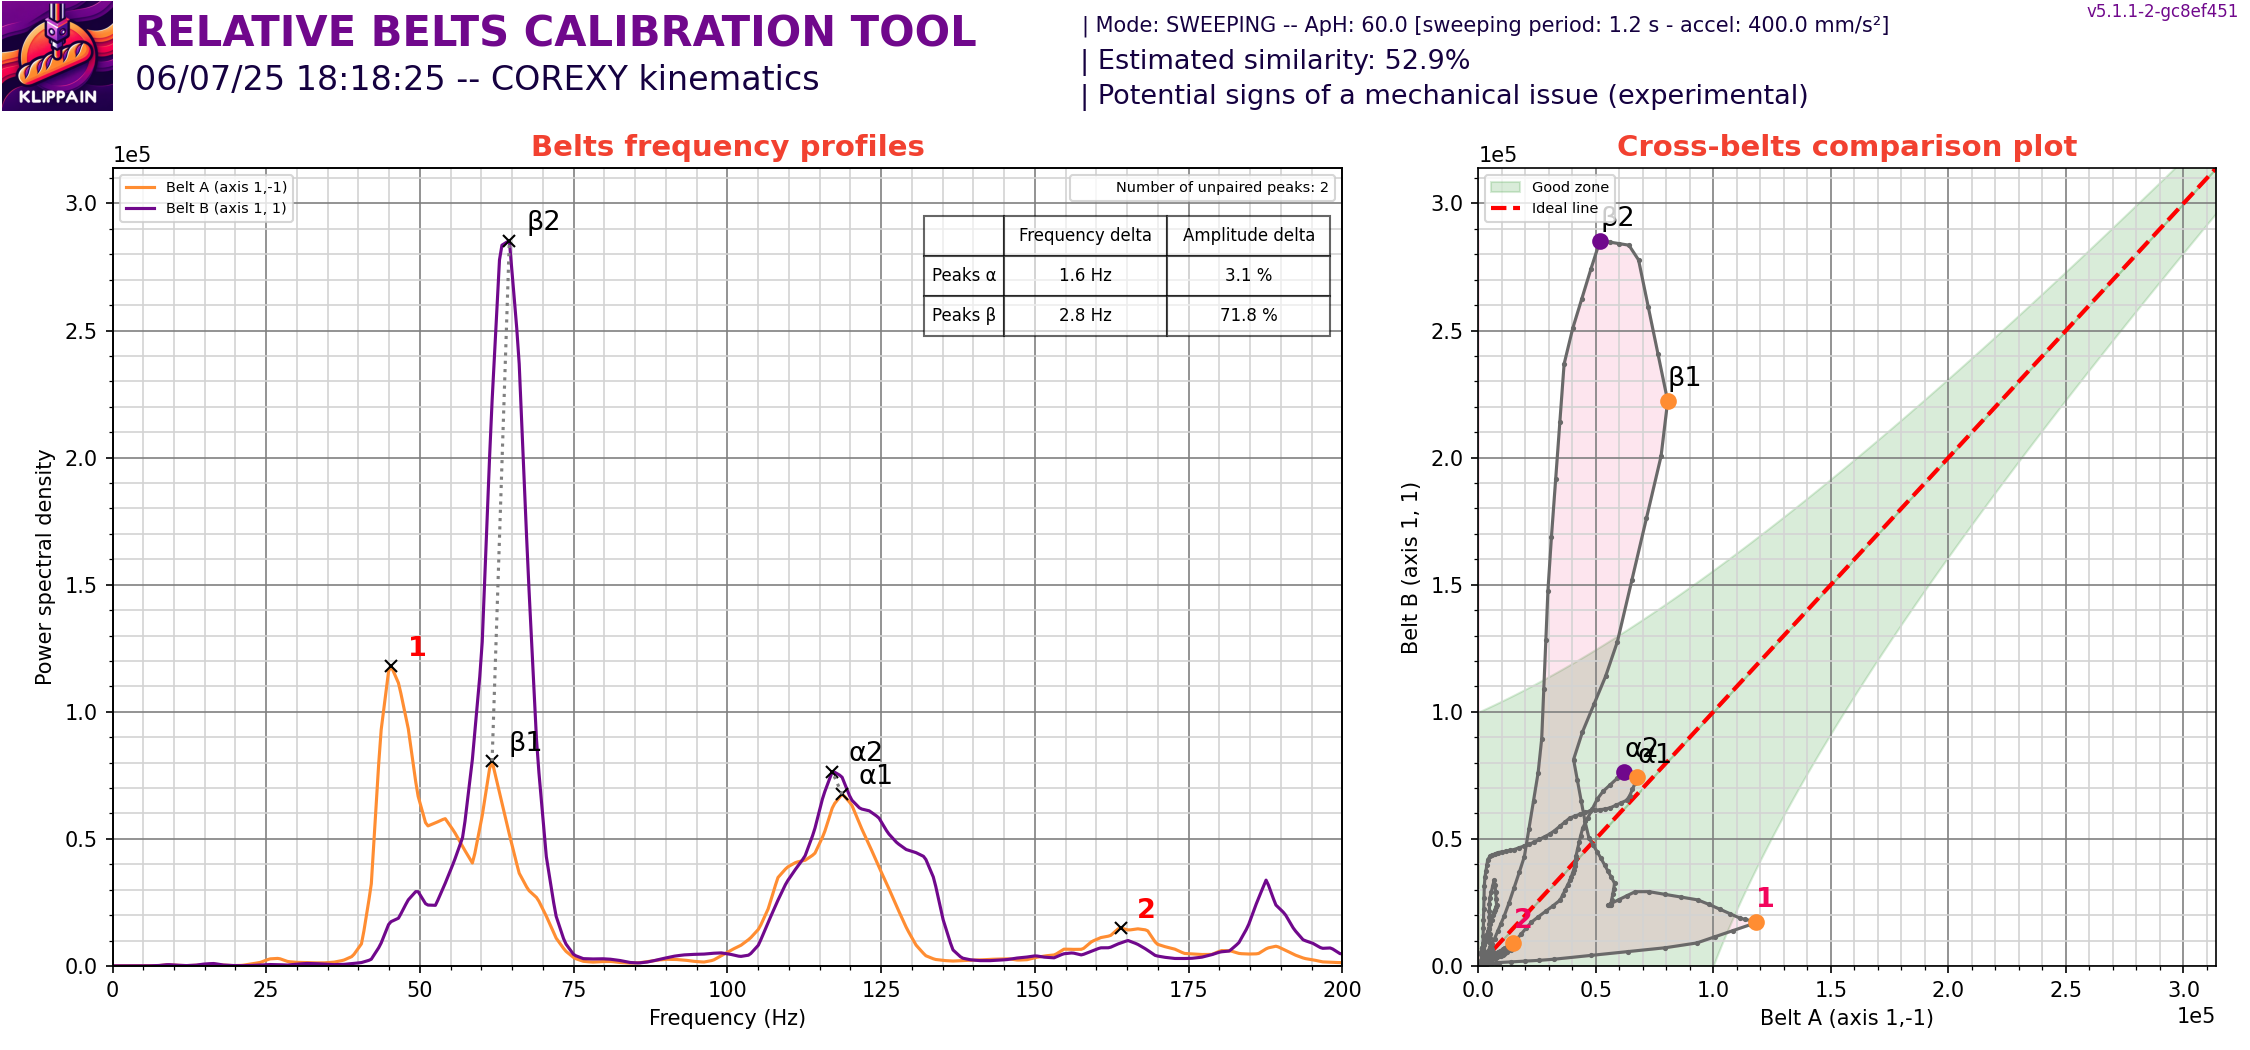 KLIPPAIN
RELATIVE BELTS CALIBRATION TOOL
06/07/25 18:18:25 -- COREXY kinematics
| Mode: SWEEPING -- ApH: 60.0 [sweeping period: 1.2 s - accel: 400.0 mm/s²]
| Estimated similarity: 52.9%
| Potential signs of a mechanical issue (experimental)
v5.1.1-2-gc8ef451
Belts frequency profiles
1e5
Belt A (axis 1,-1)
Belt B (axis 1, 1)
Number of unpaired peaks: 2
Frequency delta Amplitude delta
Peaks α 1.6 Hz 3.1 %
Peaks β 2.8 Hz 71.8 %
β2
1
β1
α2
α1
2
3.0
2.5
2.0
1.5
1.0
0.5
0.0
Power spectral density
0 25 50 75 100 125 150 175 200
Frequency (Hz)
Cross-belts comparison plot
1e5
Good zone
Ideal line
β2
β1
α2
α1
1
2
3.0
2.5
2.0
1.5
1.0
0.5
0.0
Belt B (axis 1, 1)
0.0 0.5 1.0 1.5 2.0 2.5 3.0
Belt A (axis 1,-1)
1e5